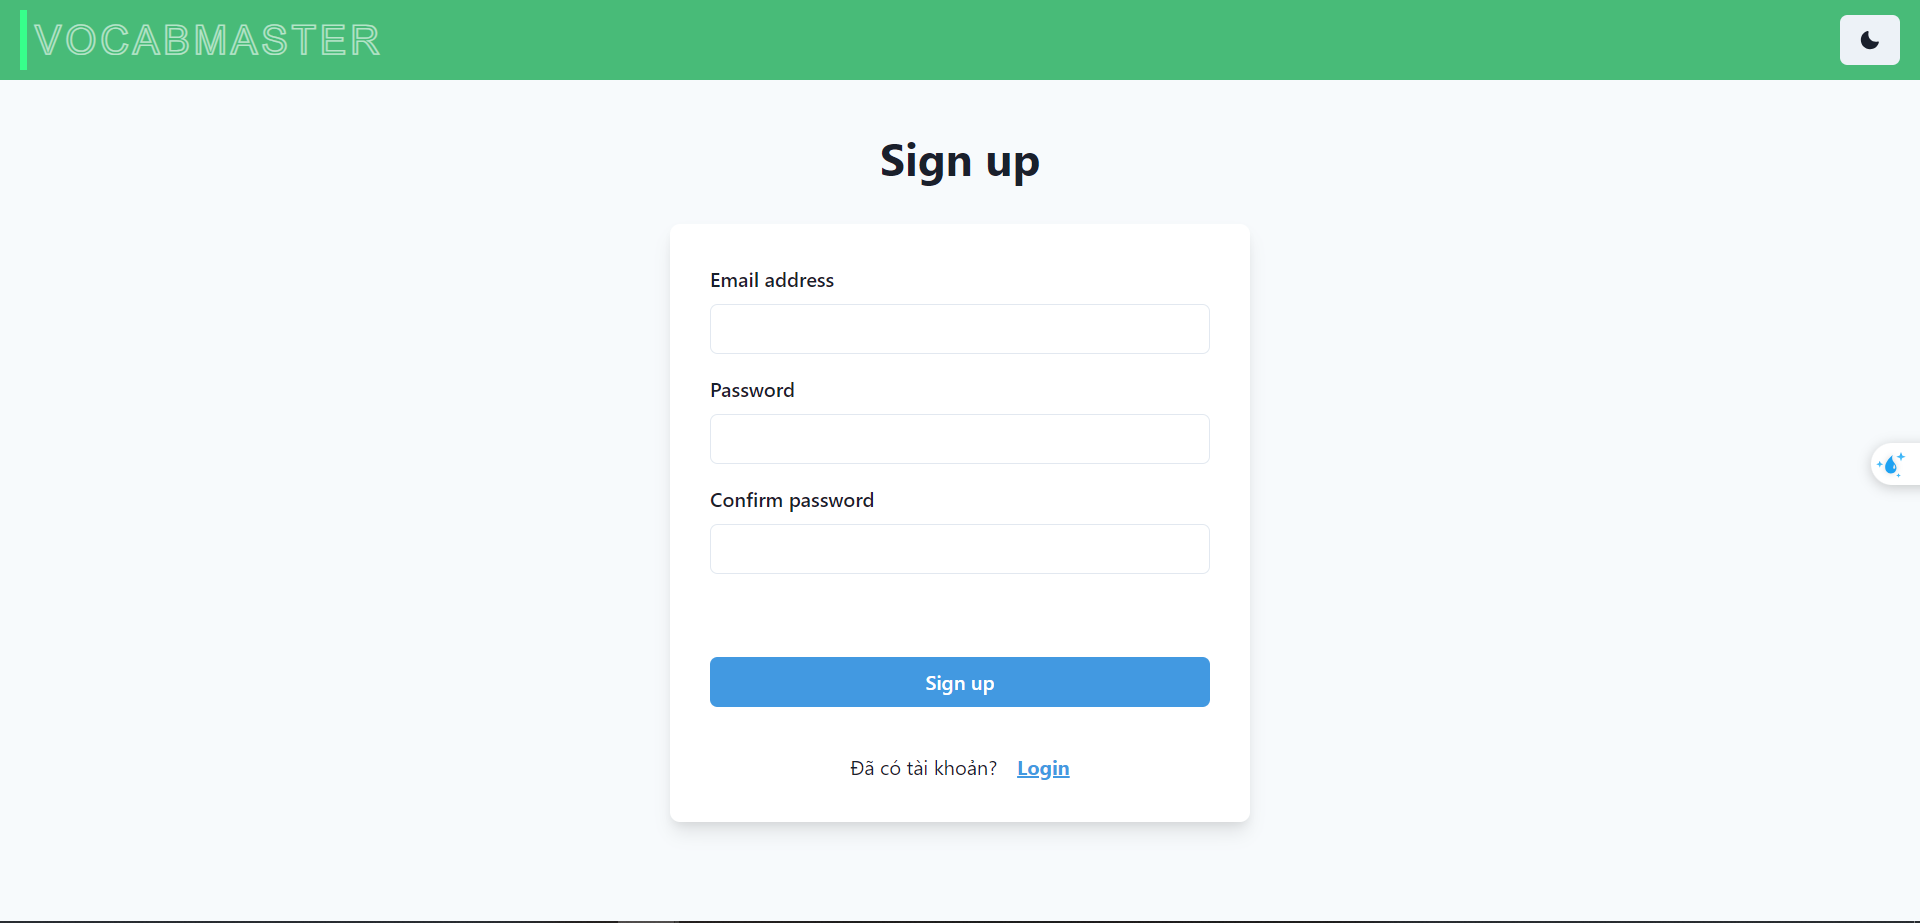 VOCABMASTER
Sign up
Email address
Password
Confirm password
Sign up
Đã có tài khoản? Login